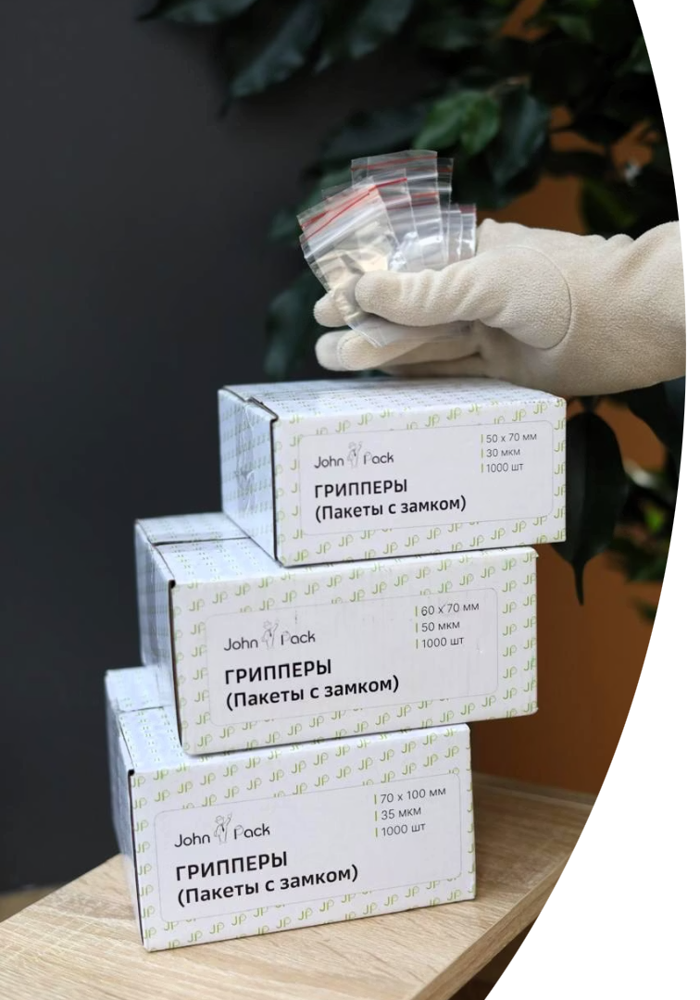 John Pack
50 x 70 мм
30 мкм
1000 шт
ГРИППЕРЫ
(Пакеты с замком)
John Pack
60 x 70 мм
50 мкм
1000 шт
ГРИППЕРЫ
(Пакеты с замком)
John Pack
70 x 100 мм
35 мкм
1000 шт
ГРИППЕРЫ
(Пакеты с замком)